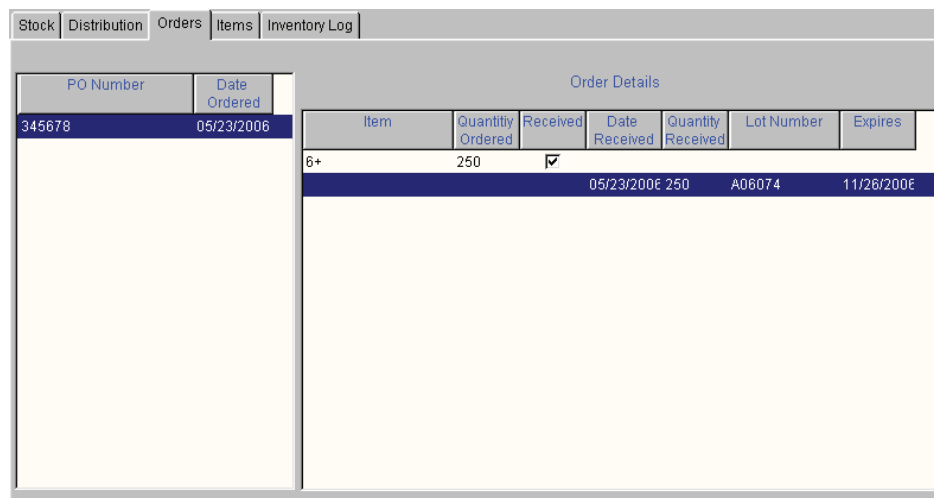 Stock Distribution Orders Items Inventory Log
PO Number Date Ordered
345678 05/23/2006
Order Details
Item Quantitiy Ordered Received Date Received Quantity Received Lot Number Expires
6+ 250
05/23/2006 250 A06074 11/26/2006